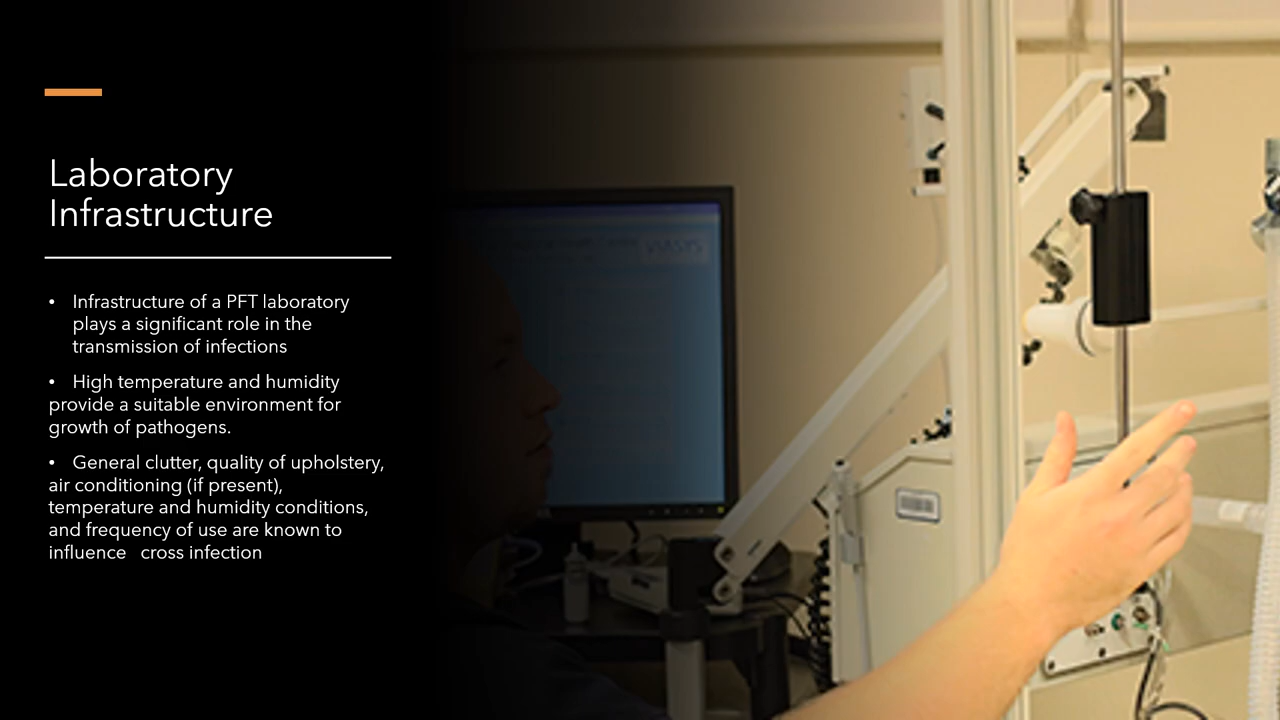 Laboratory
Infrastructure
• Infrastructure of a PFT laboratory
plays a significant role in the
transmission of infections
• High temperature and humidity
provide a suitable environment for
growth of pathogens.
• General clutter, quality of upholstery,
air conditioning (if present),
temperature and humidity conditions,
and frequency of use are known to
influence   cross infection